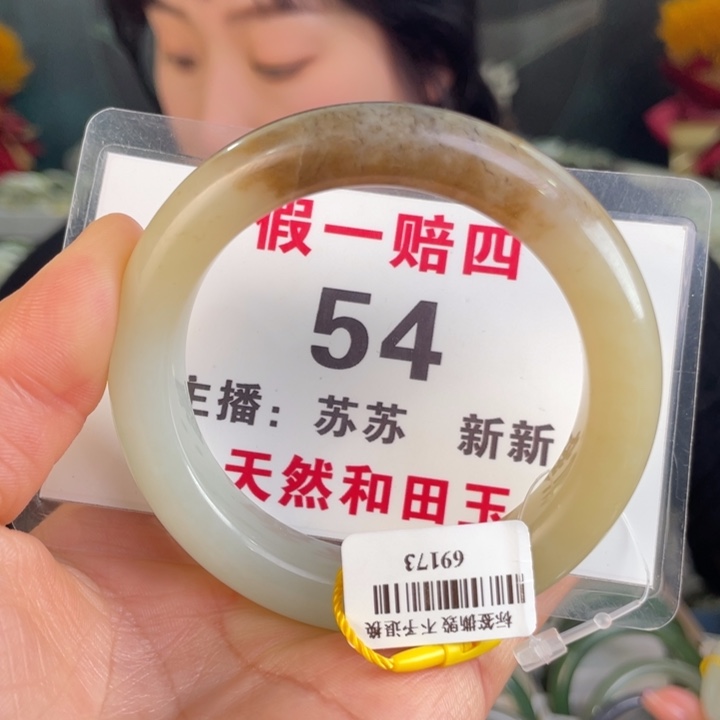 假一赔四
54
主播：苏苏 新新
天然和田玉
69173
标签撕毁 不予退换